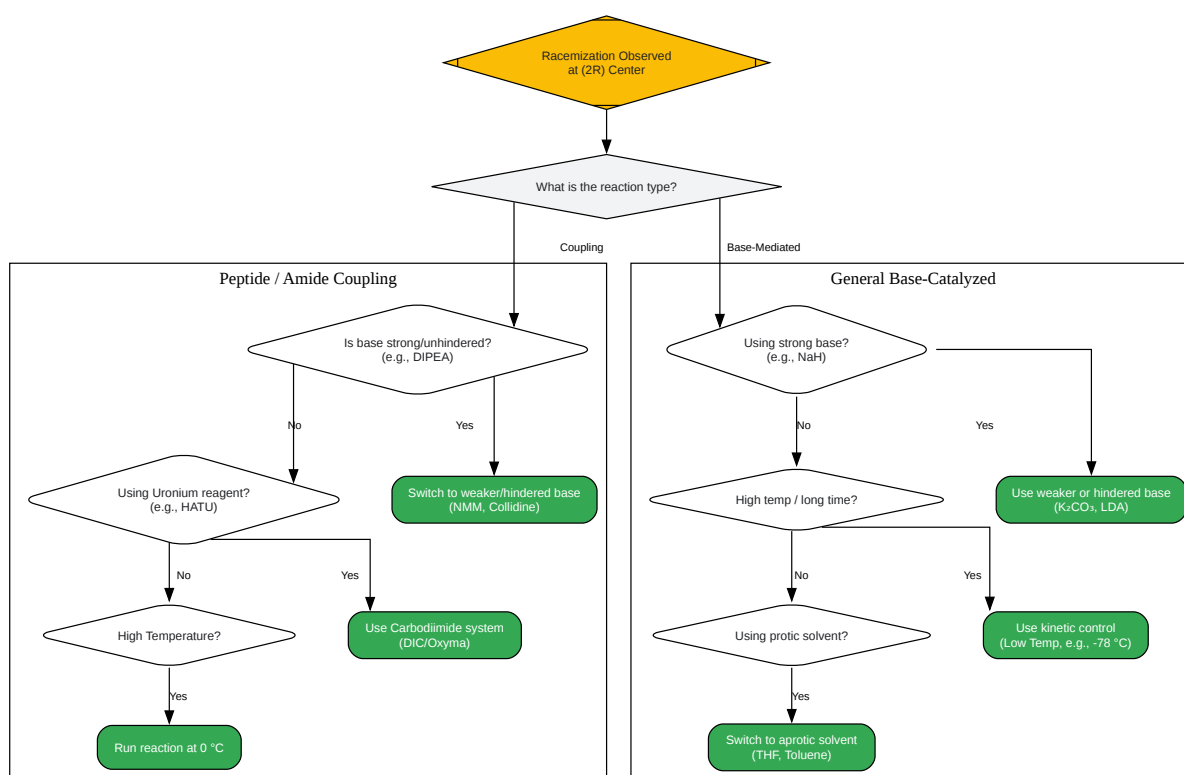 Racemization Observed
at (2R) Center
What is the reaction type?
Coupling
Base-Mediated
Peptide / Amide Coupling
Is base strong/unhindered?
(e.g., DIPEA)
No
Yes
Using Uronium reagent?
(e.g., HATU)
Switch to weaker/hindered base
(NMM, Collidine)
No
Yes
High Temperature?
Use Carbodiimide system
(DIC/Oxyma)
Yes
Run reaction at 0 °C
General Base-Catalyzed
Using strong base?
(e.g., NaH)
No
Yes
High temp / long time?
Use weaker or hindered base
(K₂CO₃, LDA)
No
Yes
Using protic solvent?
Use kinetic control
(Low Temp, e.g., -78 °C)
Yes
Switch to aprotic solvent
(THF, Toluene)